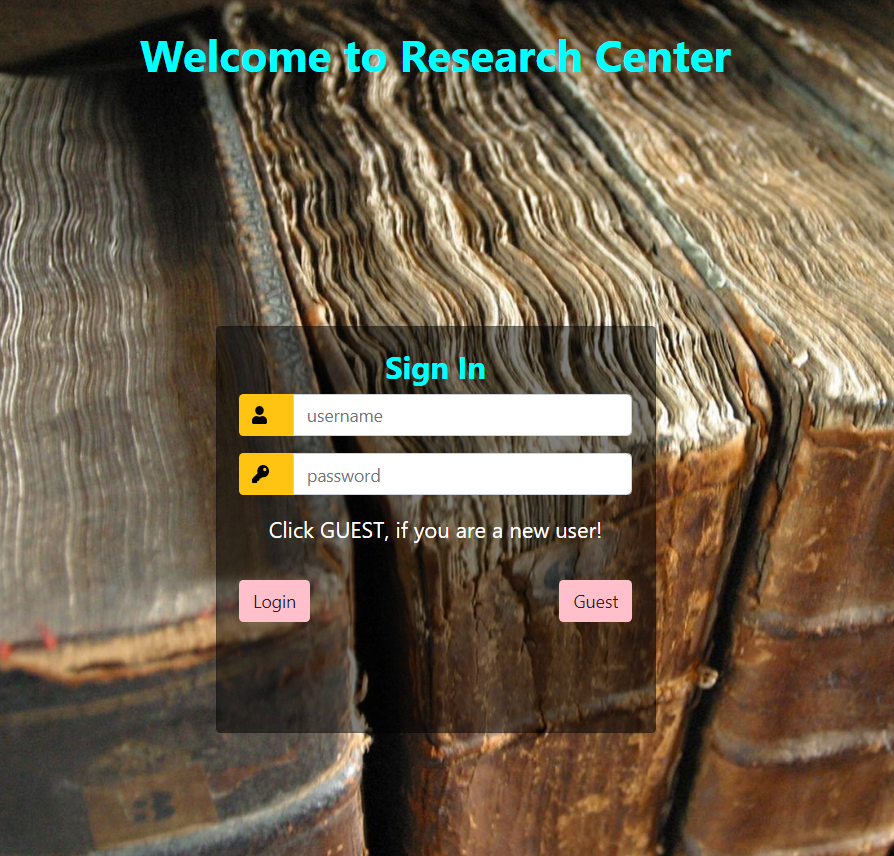 Welcome to Research Center
Sign In
username
password
Click GUEST, if you are a new user!
Login
Guest